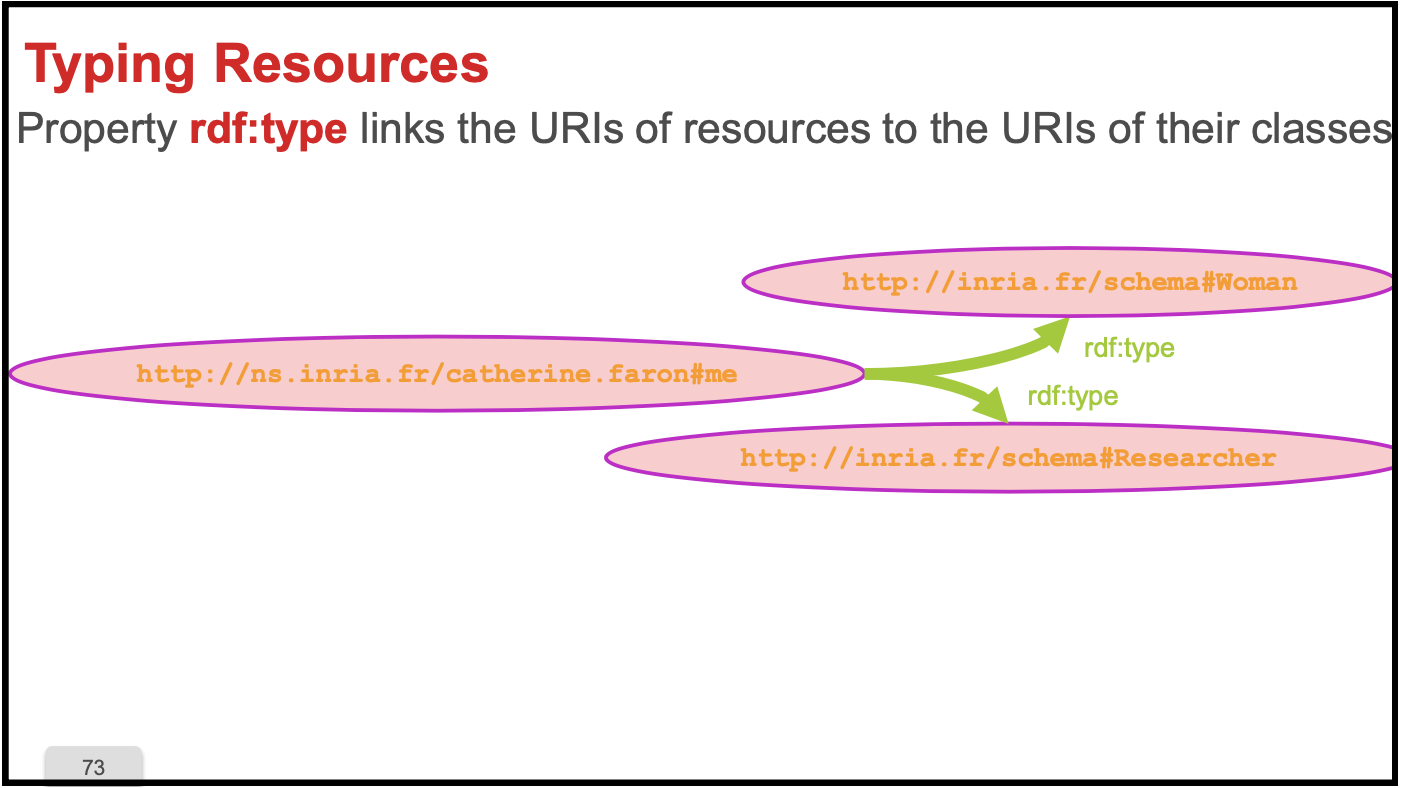 Typing Resources
Property rdf:type links the URIs of resources to the URIs of their classes
http://inria.fr/schema#Woman
rdf:type
http://ns.inria.fr/catherine.faron#me
rdf:type
http://inria.fr/schema#Researcher
73